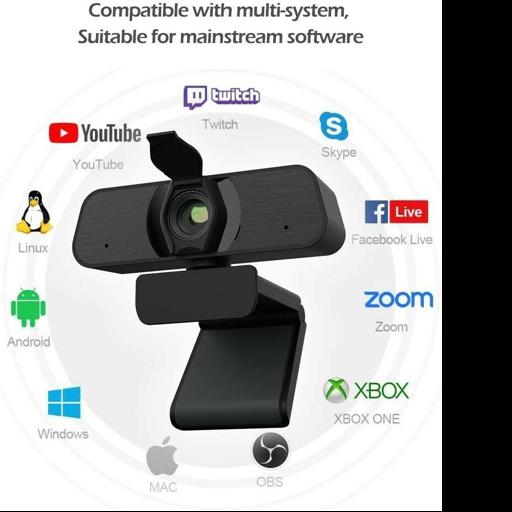 Compatible with multi-system,
Suitable for mainstream software
twitch
Twitch
YouTube
YouTube
Skype
Linux
Live
Facebook Live
zoom
Zoom
Android
XBOX
XBOX ONE
Windows
MAC
OBS